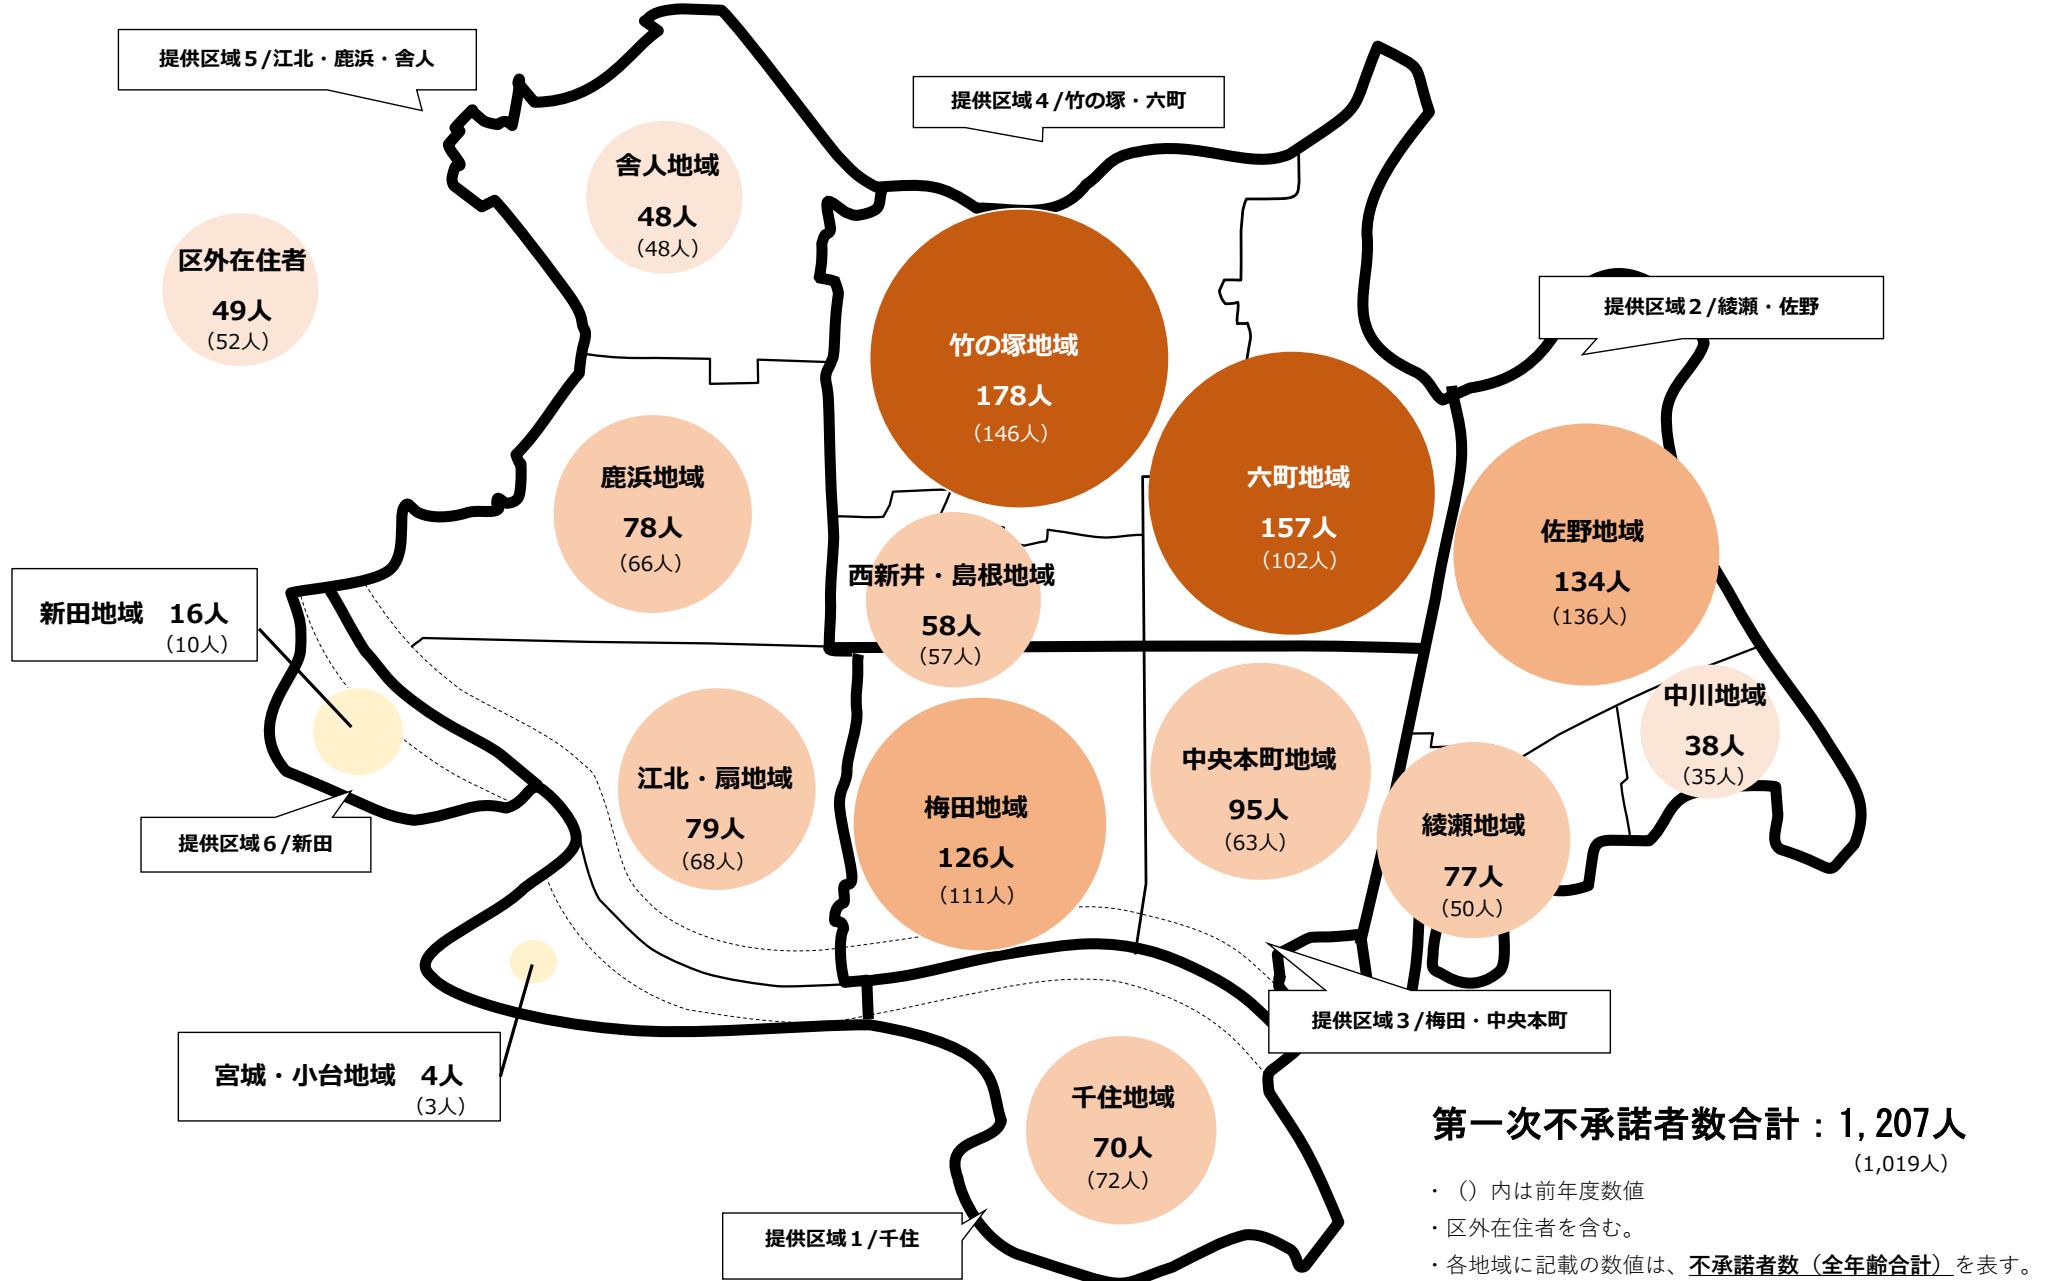 提供区域５/江北・鹿浜・舎人
提供区域４/竹の塚・六町
舎人地域
48人
（48人）
区外在住者
49人
（52人）
提供区域２/綾瀬・佐野
竹の塚地域
178人
（146人）
鹿浜地域
78人
（66人）
六町地域
157人
（102人）
佐野地域
134人
（136人）
西新井・島根地域
58人
（57人）
新田地域　16人
（10人）
中川地域
38人
（35人）
江北・扇地域
79人
（68人）
梅田地域
126人
（111人）
中央本町地域
95人
（63人）
綾瀬地域
77人
（50人）
提供区域６/新田
提供区域３/梅田・中央本町
宮城・小台地域　4人
（3人）
千住地域
70人
（72人）
提供区域１/千住
第一次不承諾者数合計：1,207人
（1,019人）
・（）内は前年度数値
・区外在住者を含む。
・各地域に記載の数値は、不承諾者数（全年齢合計）を表す。